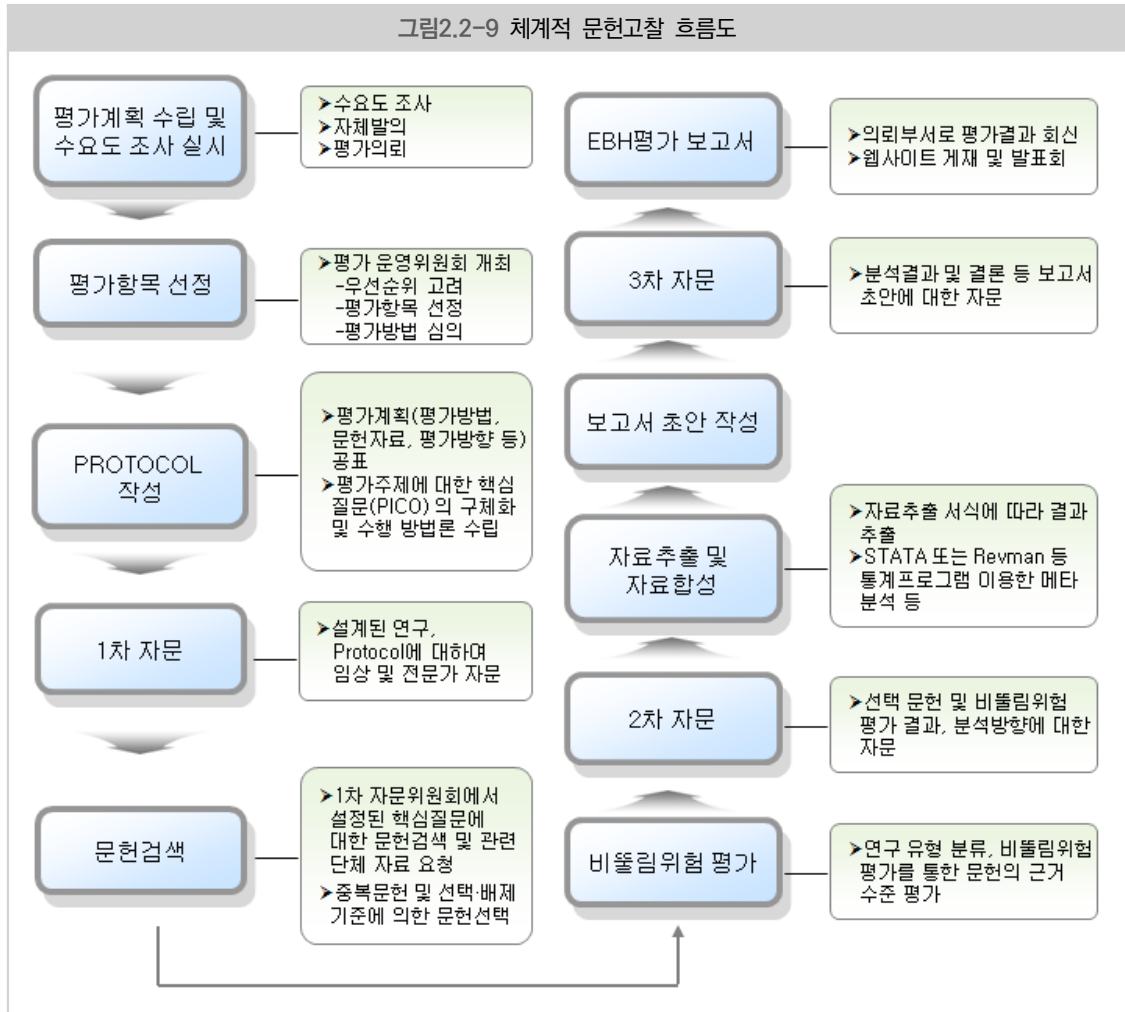 그림2.2-9 체계적 문헌고찰 흐름도
평가계획 수립 및
수요도 조사 실시
➤수요도 조사
➤자체발의
➤평가의뢰
평가항목 선정
➤평가 운영위원회 개최
-우선순위 고려
-평가항목 선정
-평가방법 심의
PROTOCOL
작성
➤평가계획(평가방법,
문헌자료, 평가방향 등)
공표
➤평가주제에 대한 핵심
질문(PICO) 의 구체화
및 수행 방법론 수립
1차 자문
➤설계된 연구,
Protocol에 대하여
임상 및 전문가 자문
문헌검색
➤1차 자문위원회에서
설정된 핵심질문에
대한 문헌검색 및 관련
단체 자료 요청
➤중복문헌 및 선택·배제
기준에 의한 문헌선택
비뚤림위험 평가
➤연구 유형 분류, 비뚤림위험
평가를 통한 문헌의 근거
수준 평가
2차 자문
➤선택 문헌 및 비뚤림위험
평가 결과, 분석방향에 대한
자문
자료추출 및
자료합성
➤자료추출 서식에 따라 결과
추출
➤STATA 또는 Revman 등
통계프로그램 이용한 메타
분석 등
보고서 초안 작성
3차 자문
➤분석결과 및 결론 등 보고서
초안에 대한 자문
EBH평가 보고서
➤의뢰부서로 평가결과 회신
➤웹사이트 게재 및 발표회